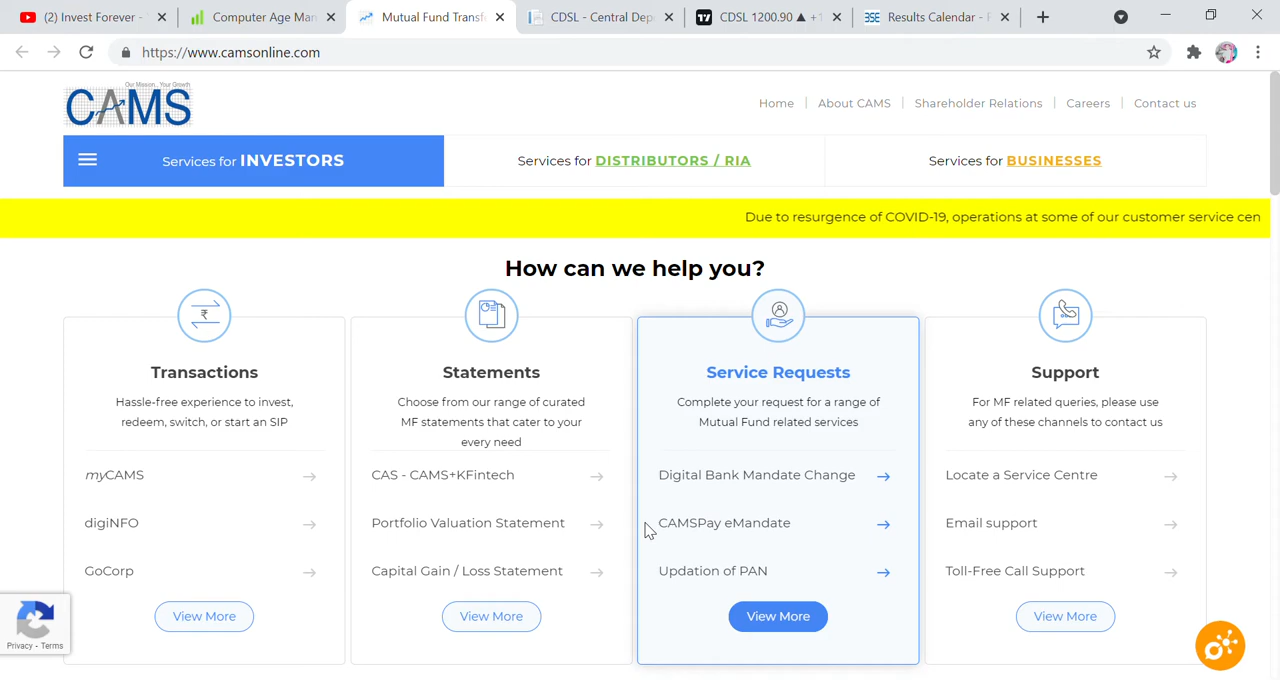 (2) Invest Forever -
Computer Age Man
Mutual Fund Transf
CDSL - Central Dep
CDSL 1200.90 ▲ +1
Results Calendar - F
https://www.camsonline.com
Our Mission... Your Growth
CAMS
Home
About CAMS
Shareholder Relations
Careers
Contact us
Services for INVESTORS
Services for DISTRIBUTORS / RIA
Services for BUSINESSES
Due to resurgence of COVID-19, operations at some of our customer service cen
How can we help you?
Transactions
Hassle-free experience to invest,
redeem, switch, or start an SIP
myCAMS
digiNFO
GoCorp
View More
Statements
Choose from our range of curated
MF statements that cater to your
every need
CAS - CAMS+KFintech
Portfolio Valuation Statement
Capital Gain / Loss Statement
View More
Service Requests
Complete your request for a range of
Mutual Fund related services
Digital Bank Mandate Change
CAMSPay eMandate
Updation of PAN
View More
Support
For MF related queries, please use
any of these channels to contact us
Locate a Service Centre
Email support
Toll-Free Call Support
View More
Privacy - Terms